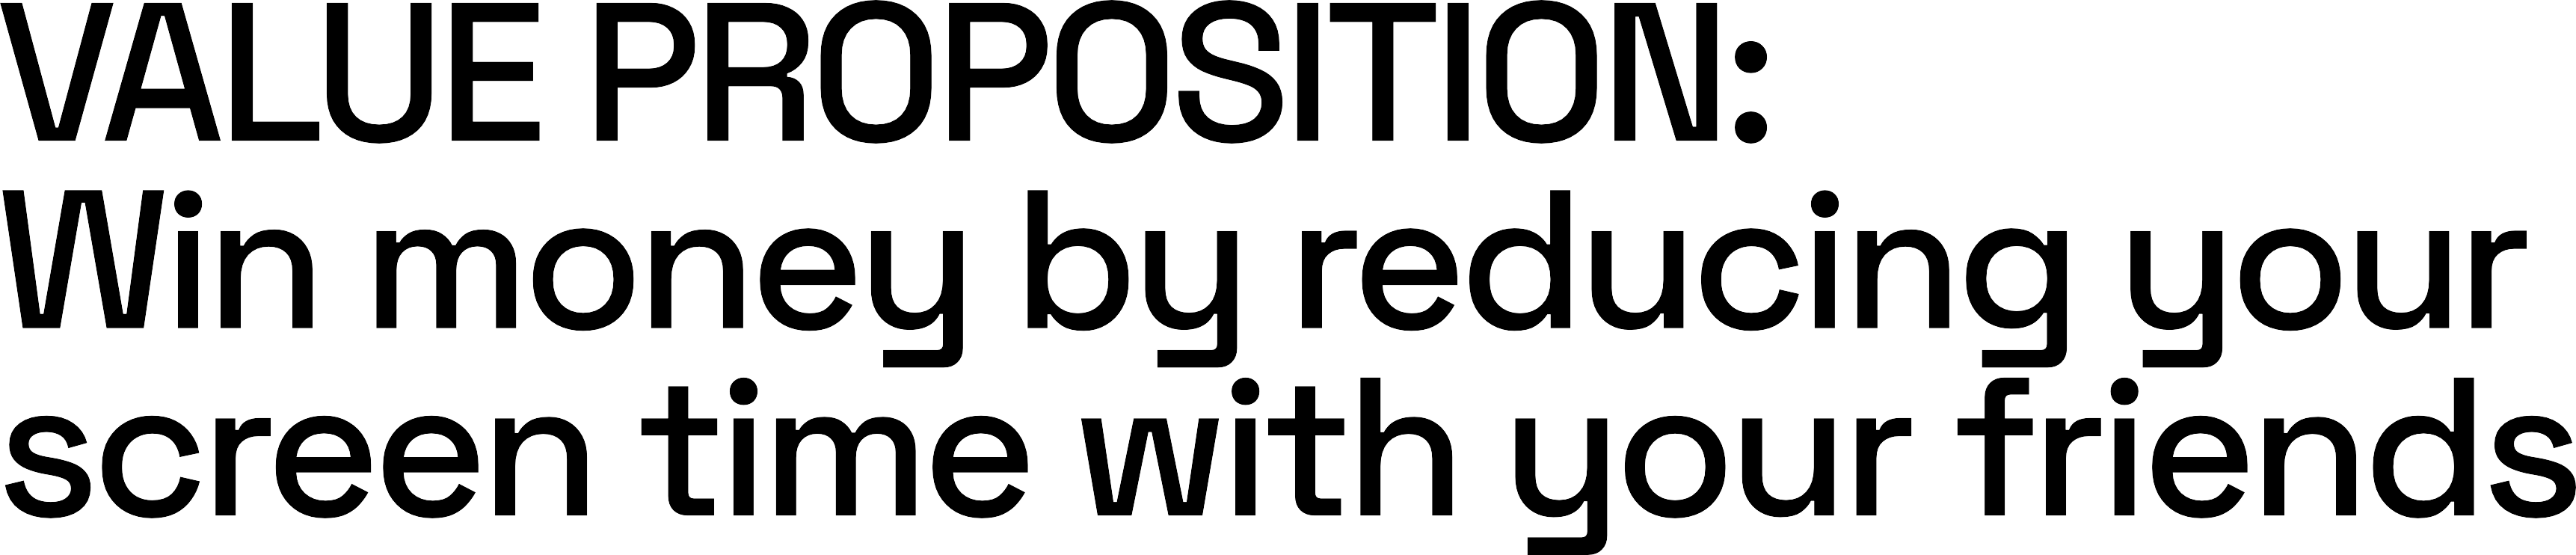 VALUE PROPOSITION:
Win money by reducing your
screen time with your friends